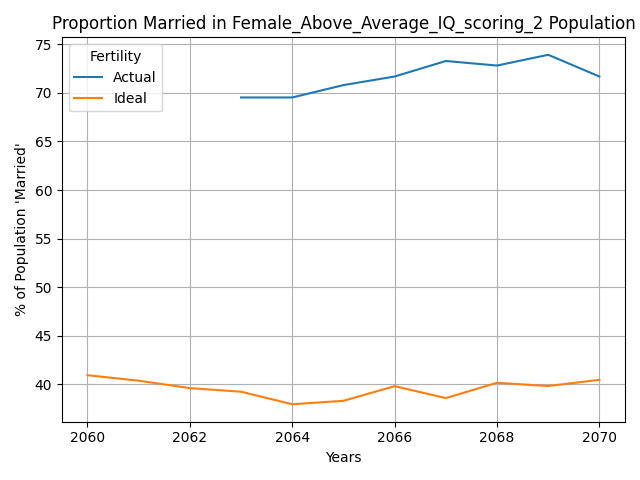 Proportion Married in Female_Above_Average_IQ_scoring_2 Population
75
70
65
60
55
50
45
40
% of Population 'Married'
Fertility
Actual
Ideal
2060 2062 2064 2066 2068 2070
Years